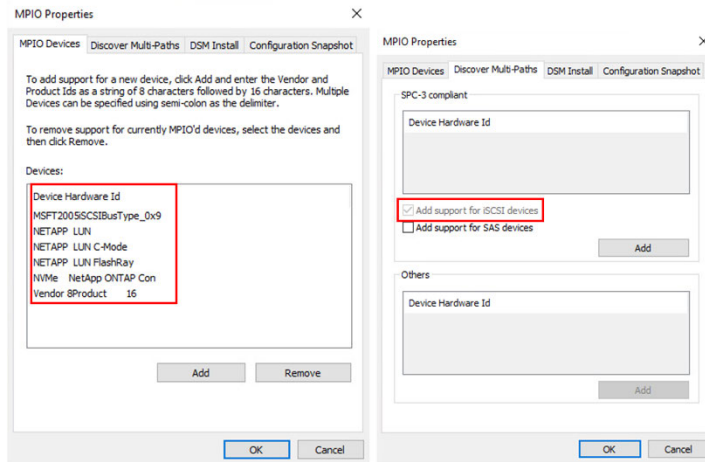 MPIO Properties
MPIO Devices Discover Multi-Paths DSM Install Configuration Snapshot
To add support for a new device, click Add and enter the Vendor and
Product Ids as a string of 8 characters followed by 16 characters. Multiple
Devices can be specified using semi-colon as the delimiter.
To remove support for currently MPIO'd devices, select the devices and
then click Remove.
Devices:
Device Hardware Id
MSFT2005iSCSIBusType_0x9
NETAPP LUN
NETAPP LUN C-Mode
NETAPP LUN FlashRay
NVMe NetApp ONTAP Con
Vendor 8Product 16
Add Remove
OK Cancel
MPIO Properties
MPIO Devices Discover Multi-Paths DSM Install Configuration Snapshot
SPC-3 compliant
Device Hardware Id
Add support for iSCSI devices
Add support for SAS devices
Add
Others
Device Hardware Id
Add
OK Cancel